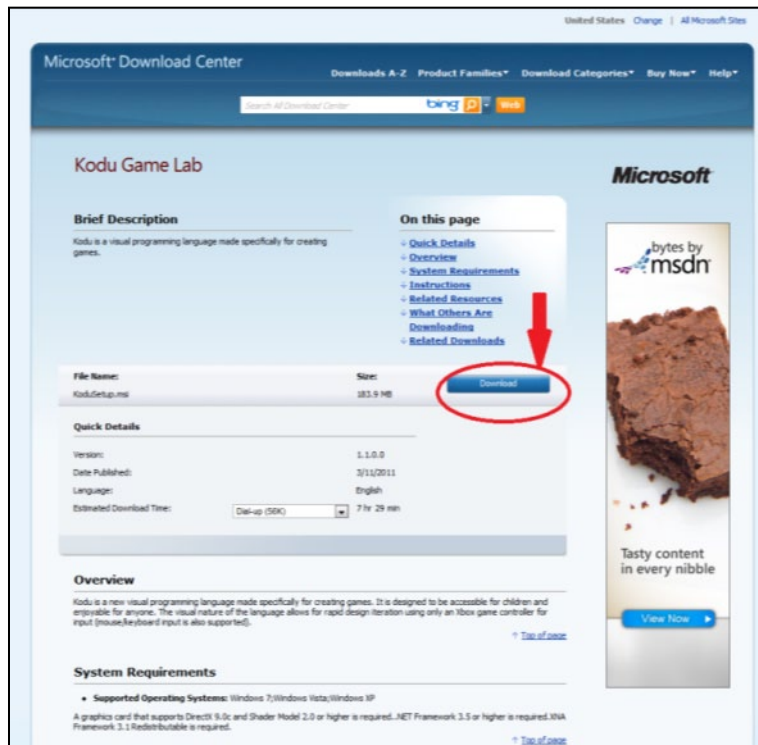 United States Change | All Microsoft Sites
Microsoft® Download Center
Downloads A-Z Product Families Download Categories Buy Now Help
Search All Download Center bing Web
Kodu Game Lab
Microsoft
Brief Description
Kodu is a visual programming language made specifically for creating
games.
On this page
Quick Details
Overview
System Requirements
Instructions
Related Resources
What Others Are
Downloading
Related Downloads
bytes by
msdn
File Name: Size:
KoduSetup.msi 183.9 MB
Download
Quick Details
Version: 1.1.0.0
Date Published: 3/11/2011
Language: English
Estimated Download Time: Dial-up (56K) 7 hr 29 min
Tasty content
in every nibble
View Now
Overview
Kodu is a new visual programming language made specifically for creating games. It is designed to be accessible for children and
enjoyable for anyone. The visual nature of the language allows for rapid design iteration using only an Xbox game controller for
input (mouse/keyboard input is also supported).
Top of page
System Requirements
• Supported Operating Systems: Windows 7;Windows Vista;Windows XP
A graphics card that supports DirectX 9.0c and Shader Model 2.0 or higher is required..NET Framework 3.5 or higher is required.XNA
Framework 3.1 Redistributable is required.
Top of page